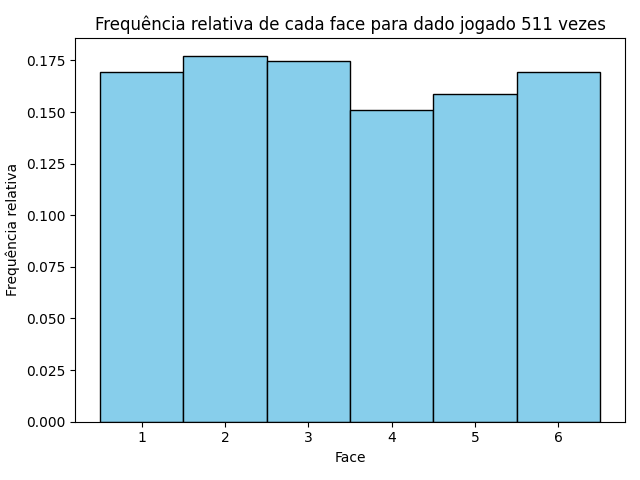 Frequência relativa de cada face para dado jogado 511 vezes
0.175
0.150
0.125
0.100
0.075
0.050
0.025
0.000
Frequência relativa
1 2 3 4 5 6
Face